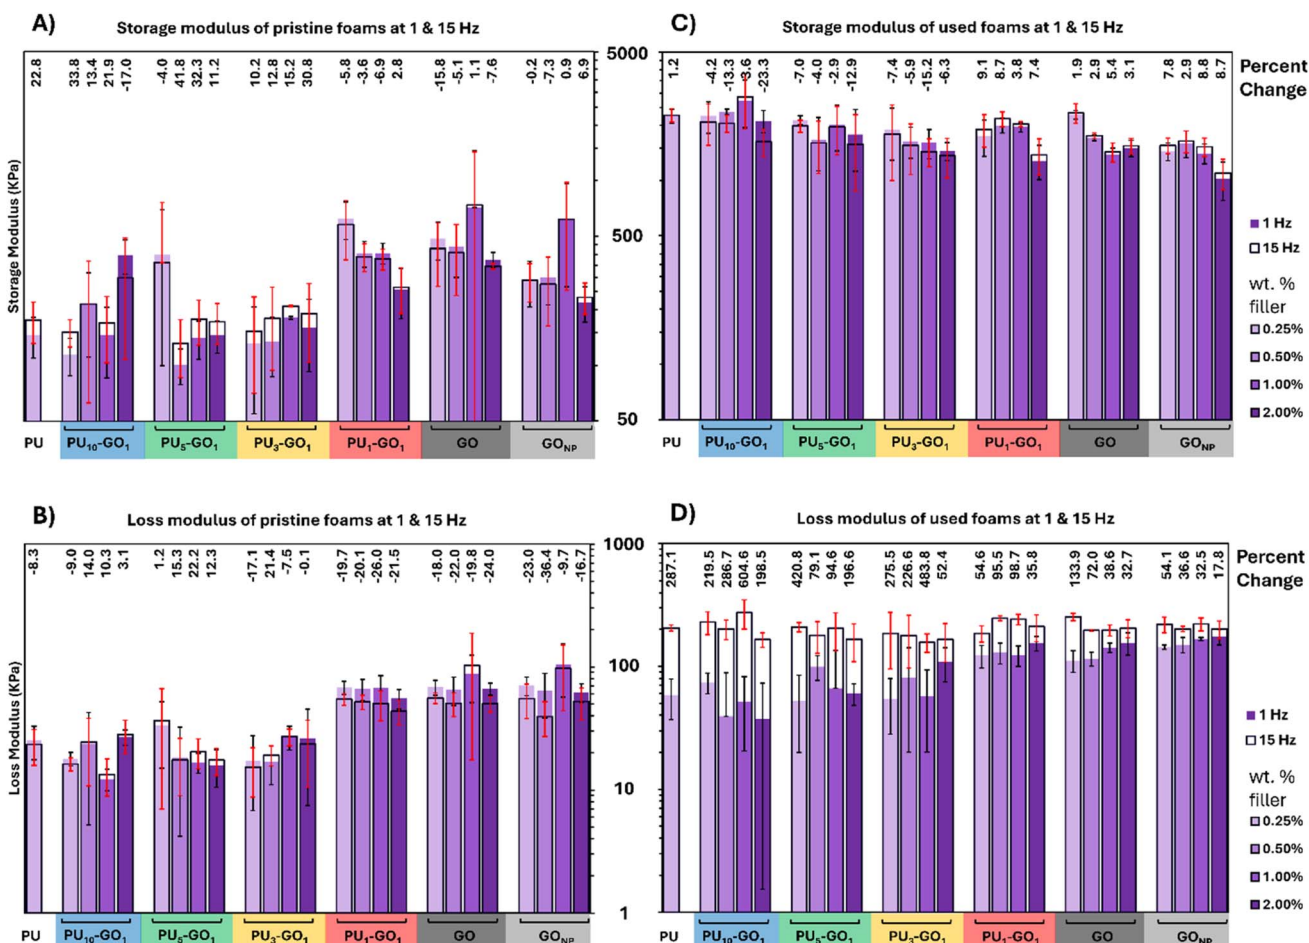 A)
Storage modulus of pristine foams at 1 & 15 Hz
22.8
33.8
13.4
21.9
-17.0
-4.0
41.8
32.3
11.2
10.2
12.8
15.2
30.8
-5.8
-3.6
-6.9
2.8
-15.8
-5.1
1.1
-7.6
-0.2
-7.3
0.9
6.9
5000
500
50
Storage Modulus (KPa)
PU
PU10-GO1
PU5-GO1
PU3-GO1
PU1-GO1
GO
GONP
C)
Storage modulus of used foams at 1 & 15 Hz
1.2
-4.2
-13.3
-3.6
-23.3
-7.0
-4.0
-2.9
-12.9
-7.4
-5.9
-15.2
-6.3
9.1
8.7
3.8
7.4
1.9
2.9
5.4
3.1
7.8
2.9
8.8
8.7
Percent
Change
1 Hz
15 Hz
wt. %
filler
0.25%
0.50%
1.00%
2.00%
PU
PU10-GO1
PU5-GO1
PU3-GO1
PU1-GO1
GO
GONP
B)
Loss modulus of pristine foams at 1 & 15 Hz
-8.3
-9.0
14.0
10.3
3.1
1.2
15.3
22.2
12.3
-17.1
21.4
-7.5
-0.1
-19.7
-20.1
-26.0
-21.5
-18.0
-22.0
-19.8
-24.0
-23.0
-36.4
-9.7
-16.7
1000
100
10
1
Loss Modulus (KPa)
PU
PU10-GO1
PU5-GO1
PU3-GO1
PU1-GO1
GO
GONP
D)
Loss modulus of used foams at 1 & 15 Hz
287.1
219.5
286.7
604.6
198.5
420.8
79.1
94.6
196.6
275.5
226.6
483.8
52.4
54.6
95.5
98.7
35.8
133.9
72.0
38.6
32.7
54.1
36.6
32.5
17.8
Percent
Change
1 Hz
15 Hz
wt. %
filler
0.25%
0.50%
1.00%
2.00%
PU
PU10-GO1
PU5-GO1
PU3-GO1
PU1-GO1
GO
GONP